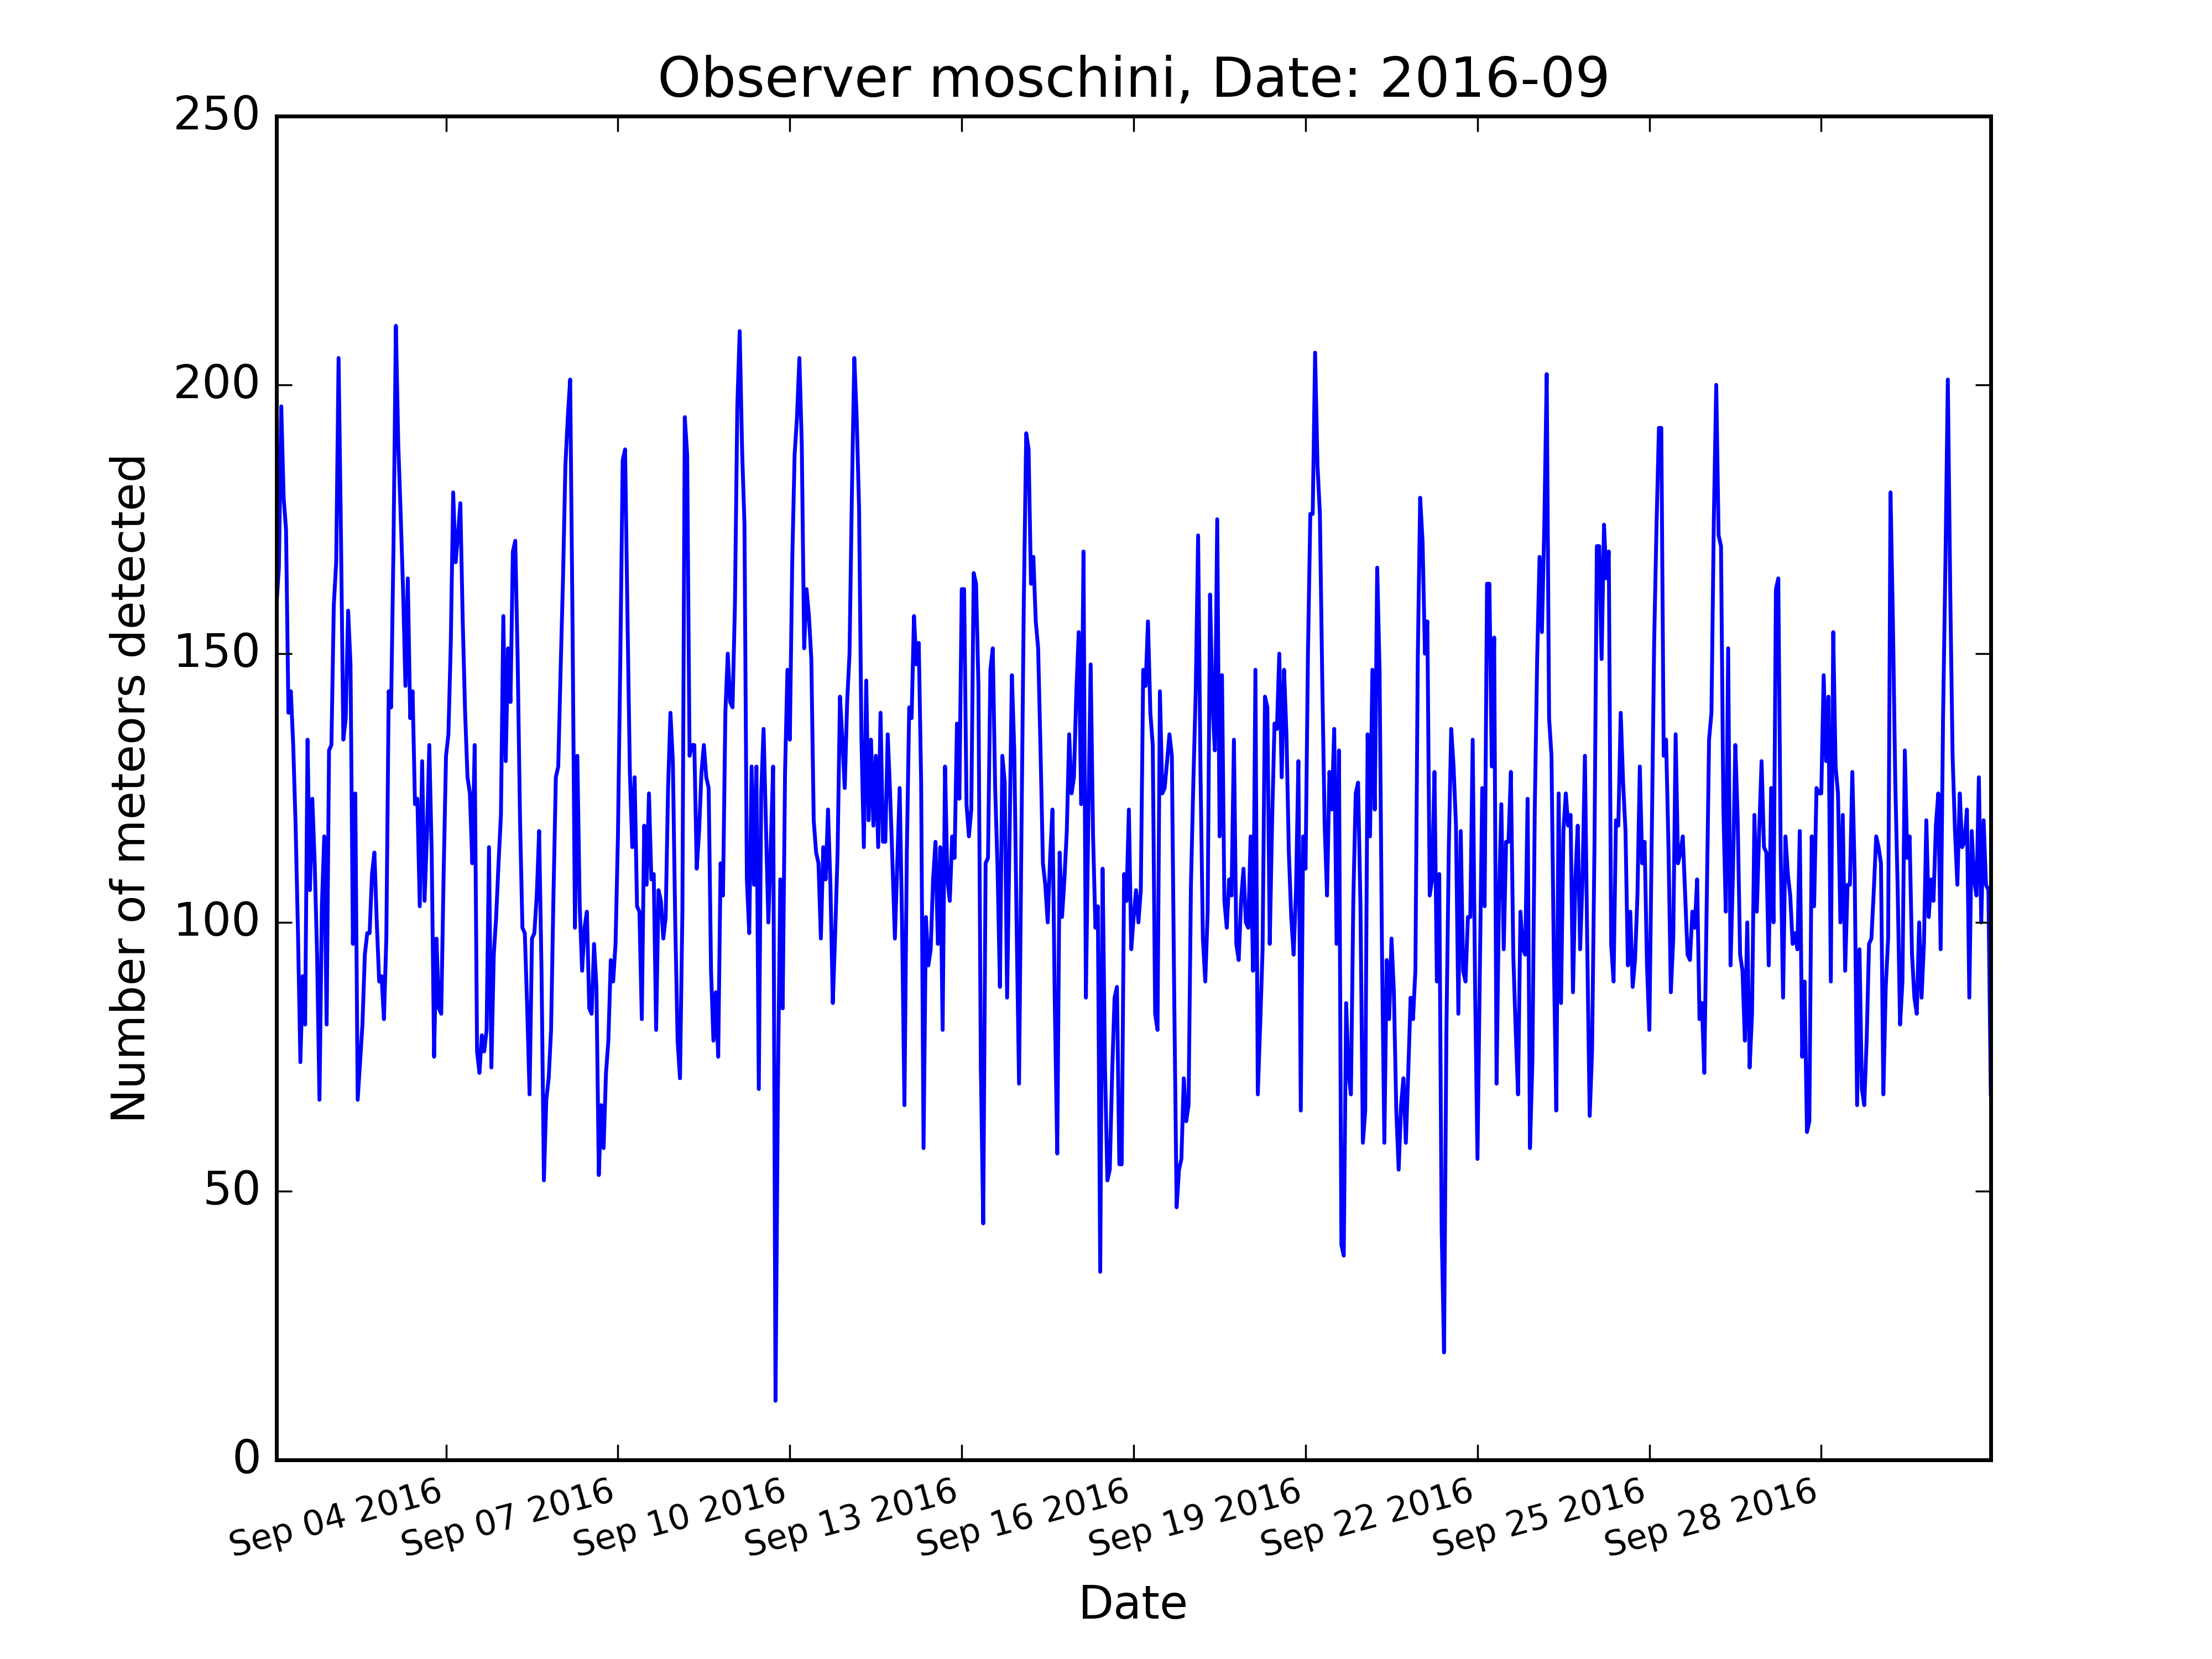 Observer moschini, Date: 2016-09
250
200
150
100
50
0
Number of meteors detected
Sep 04 2016
Sep 07 2016
Sep 10 2016
Sep 13 2016
Sep 16 2016
Sep 19 2016
Sep 22 2016
Sep 25 2016
Sep 28 2016
Date